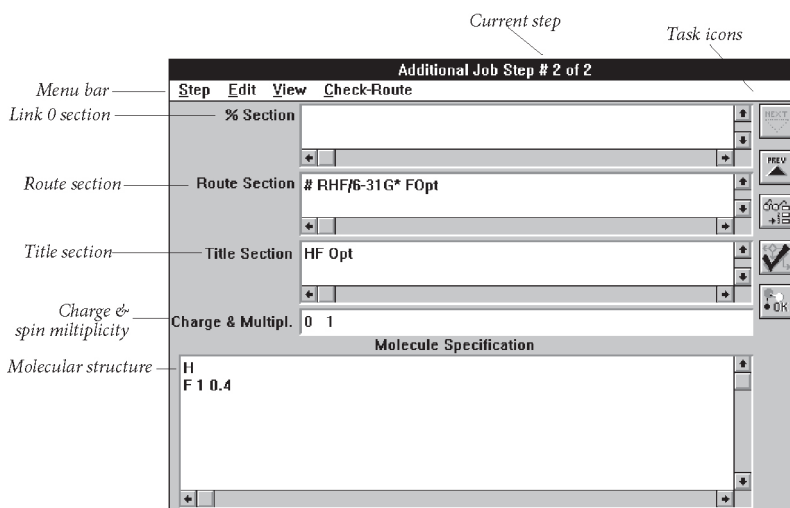 Current step
Task icons
Additional Job Step # 2 of 2
Menu bar
Step Edit View Check-Route
Link 0 section
% Section
NEXT
PREV
Route section
Route Section
# RHF/6-31G* FOpt
Title section
Title Section
HF Opt
OK
Charge &
spin miltiplicity
Charge & Multipl.
0 1
Molecule Specification
Molecular structure
H
F 1 0.4